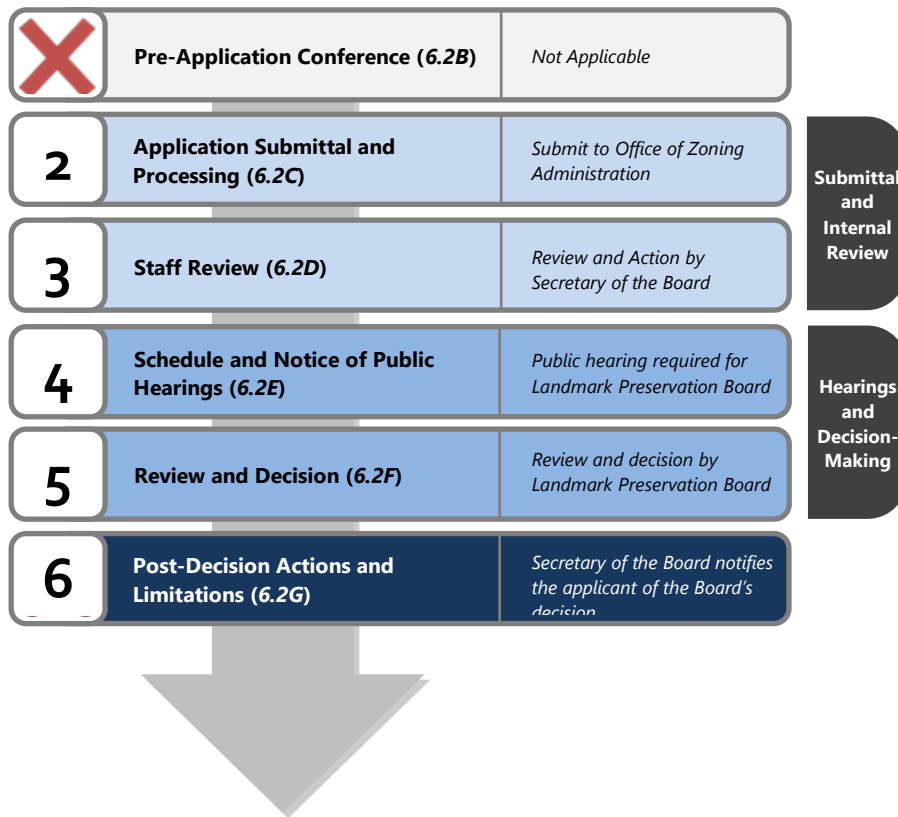 Pre-Application Conference (6.2B)
Not Applicable
2
Application Submittal and
Processing (6.2C)
Submit to Office of Zoning
Administration
3
Staff Review (6.2D)
Review and Action by
Secretary of the Board
Submittal
and
Internal
Review
4
Schedule and Notice of Public
Hearings (6.2E)
Public hearing required for
Landmark Preservation Board
5
Review and Decision (6.2F)
Review and decision by
Landmark Preservation Board
Hearings
and
Decision-
Making
6
Post-Decision Actions and
Limitations (6.2G)
Secretary of the Board notifies
the applicant of the Board’s
decision